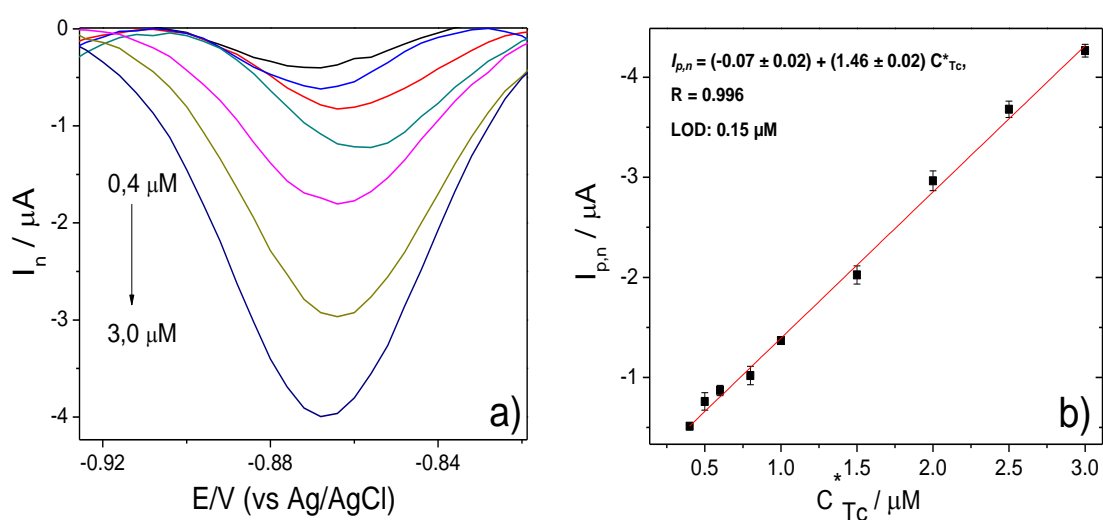 0
-1
-2
-3
-4
Iₙ / μA
0,4 μM
3,0 μM
a)
-0.92
-0.88
-0.84
E/V (vs Ag/AgCl)
-4
-3
-2
-1
I_{p,n} / μA
I_{p,n} = (-0.07 ± 0.02) + (1.46 ± 0.02) C*_{Tc},
R = 0.996
LOD: 0.15 μM
b)
0.5
1.0
1.5
2.0
2.5
3.0
C*_{Tc} / μM